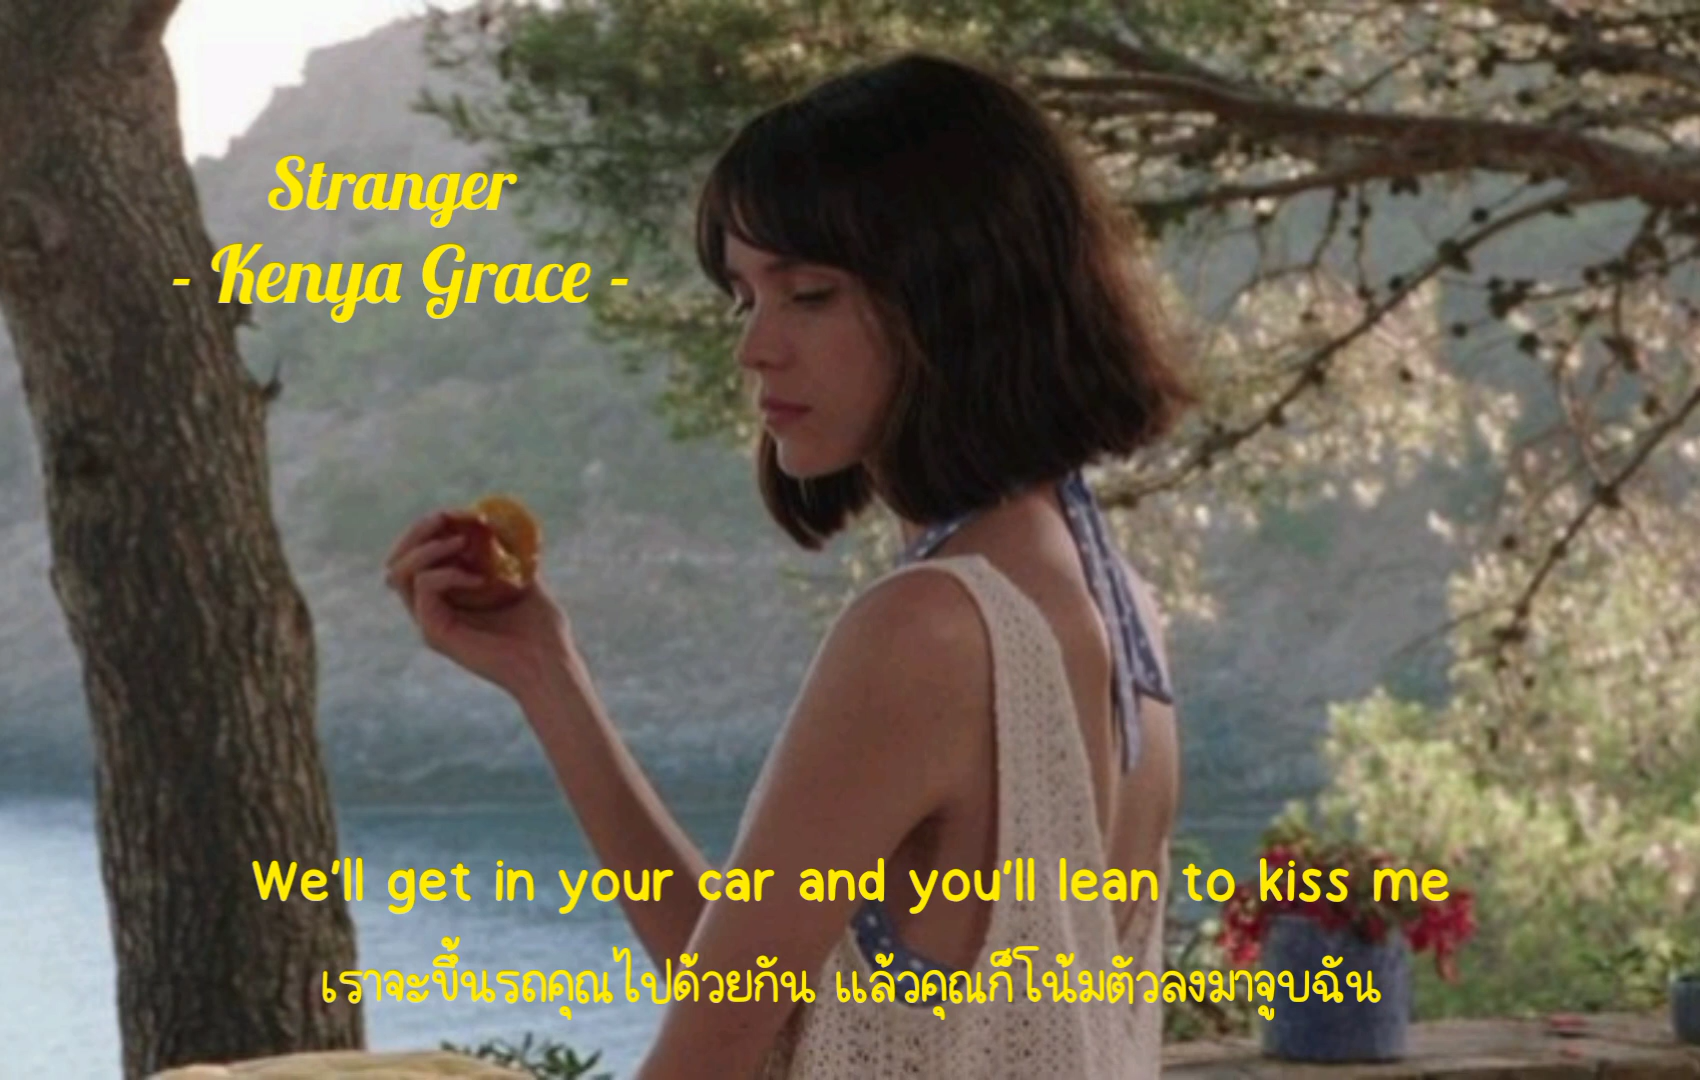 Stranger
- Kenya Grace -
We'll get in your car and you'll lean to kiss me
เราจะขึ้นรถคุณไปด้วยกัน แล้วคุณก็โน้มตัวลงมาจูบฉัน